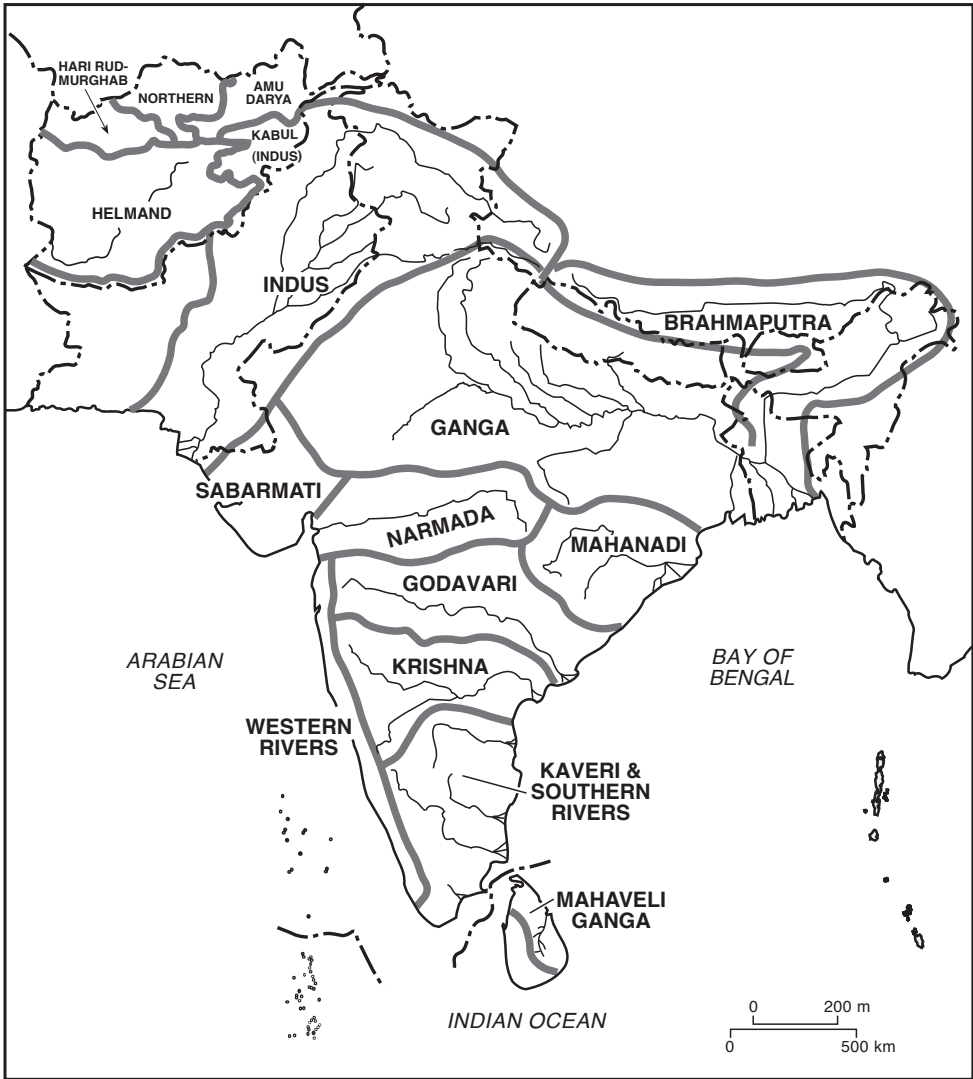 HARI RUD-
MURGHAB
NORTHERN
AMU
DARYA
KABUL
(INDUS)
HELMAND
INDUS
BRAHMAPUTRA
GANGA
SABARMATI
NARMADA
MAHANADI
GODAVARI
ARABIAN
SEA
KRISHNA
BAY OF
BENGAL
WESTERN
RIVERS
KAVERI &
SOUTHERN
RIVERS
MAHAVELI
GANGA
INDIAN OCEAN
0 200 m
0 500 km